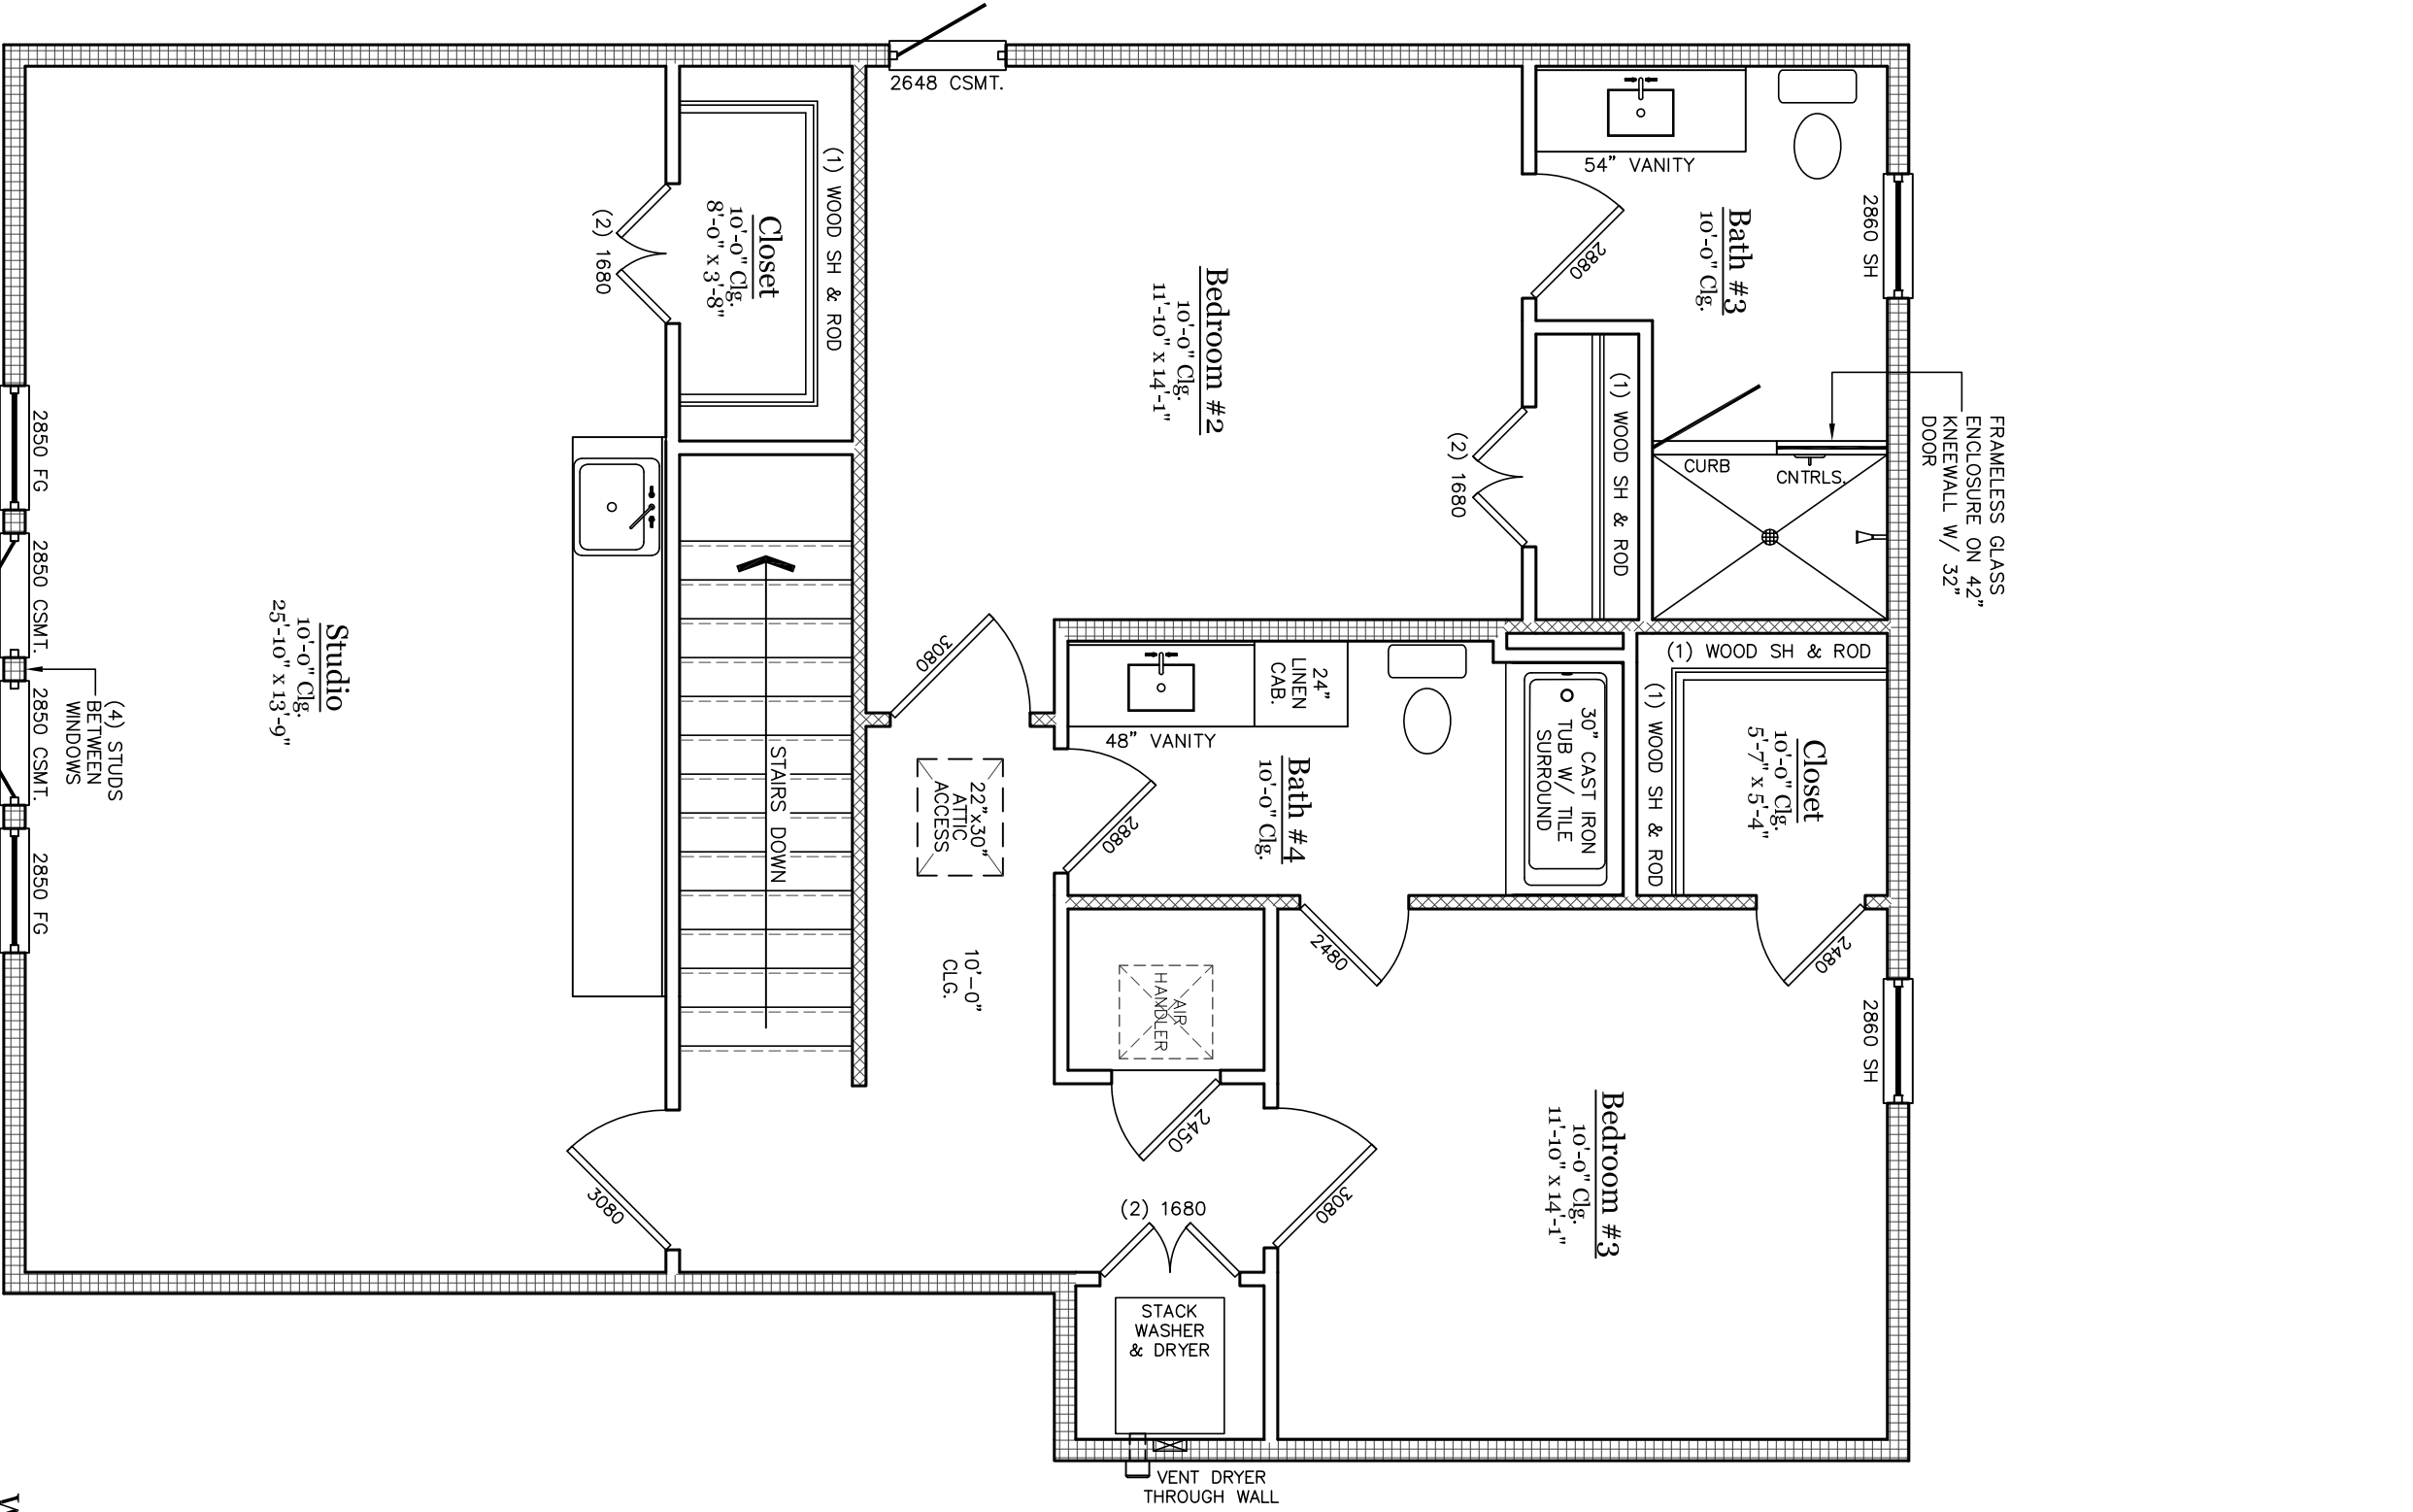 2648 CSMT.
54" VANITY
2860 SH
Bath #3
10'-0" Clg.
2880
FRAMELESS GLASS
ENCLOSURE ON 42"
KNEEWALL W/ 32"
DOOR
CURB
CNTRLS.
(1) WOOD SH & ROD
(2) 1680
Bedroom #2
10'-0" Clg.
11'-10" x 14'-1"
(1) WOOD SH & ROD
Closet
10'-0" Clg.
8'-0" x 3'-8"
(2) 1680
2850 FG
2850 CSMT.
2850 CSMT.
2850 FG
(4) STUDS
BETWEEN
WINDOWS
Studio
10'-0" Clg.
25'-10" x 13'-9"
STAIRS DOWN
3080
22"x30"
ATTIC
ACCESS
48" VANITY
24"
LINEN
CAB.
Bath #4
10'-0" Clg.
2880
30" CAST IRON
TUB W/ TILE
SURROUND
(1) WOOD SH & ROD
(1) WOOD SH & ROD
Closet
10'-0" Clg.
5'-7" x 5'-4"
2480
2480
2860 SH
10'-0"
CLG.
AIR
HANDLER
2450
3080
Bedroom #3
10'-0" Clg.
11'-10" x 14'-1"
3080
(2) 1680
STACK
WASHER
& DRYER
VENT DRYER
THROUGH WALL